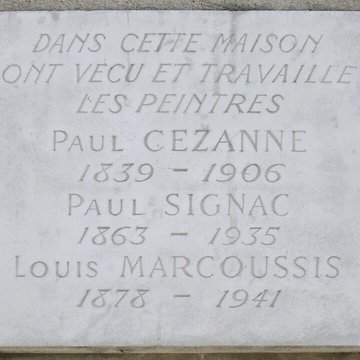 DANS CETTE MAISON
ONT VECU ET TRAVAILLE
LES PEINTRES
PAUL CEZANNE
1839 - 1906
PAUL SIGNAC
1863 - 1935
LOUIS MARCOUSSIS
1878 - 1941